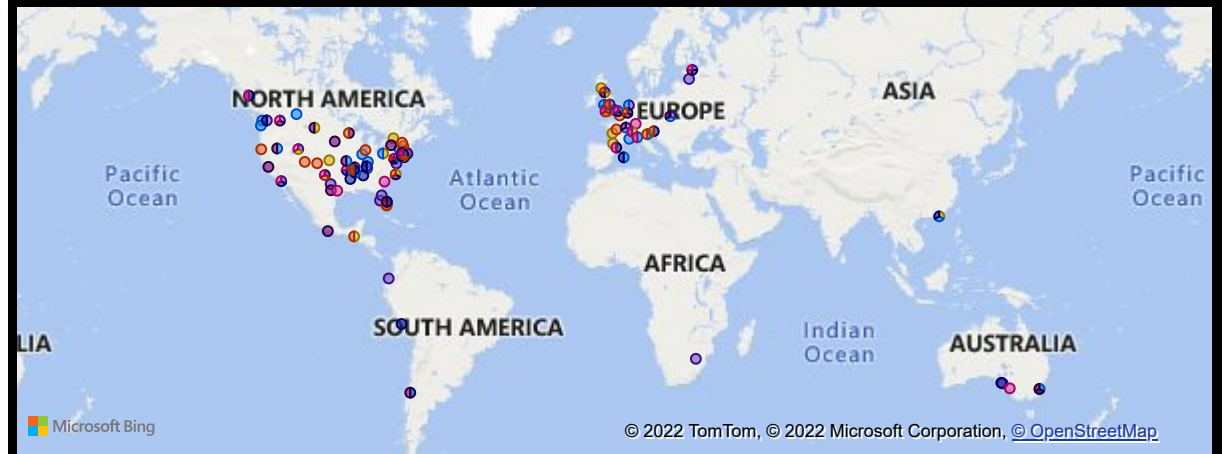 NORTH AMERICA
EUROPE
ASIA
Pacific
Ocean
Atlantic
Ocean
Pacific
Ocean
AFRICA
SOUTH AMERICA
Indian
Ocean
LIA
AUSTRALIA
Microsoft Bing
© 2022 TomTom, © 2022 Microsoft Corporation, © OpenStreetMap